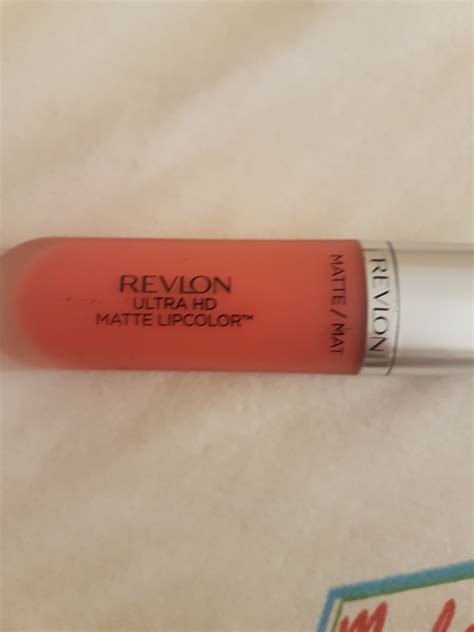 REVLON
ULTRA HD
MATTE LIPCOLOR™
MATTE / MAT
REVLON